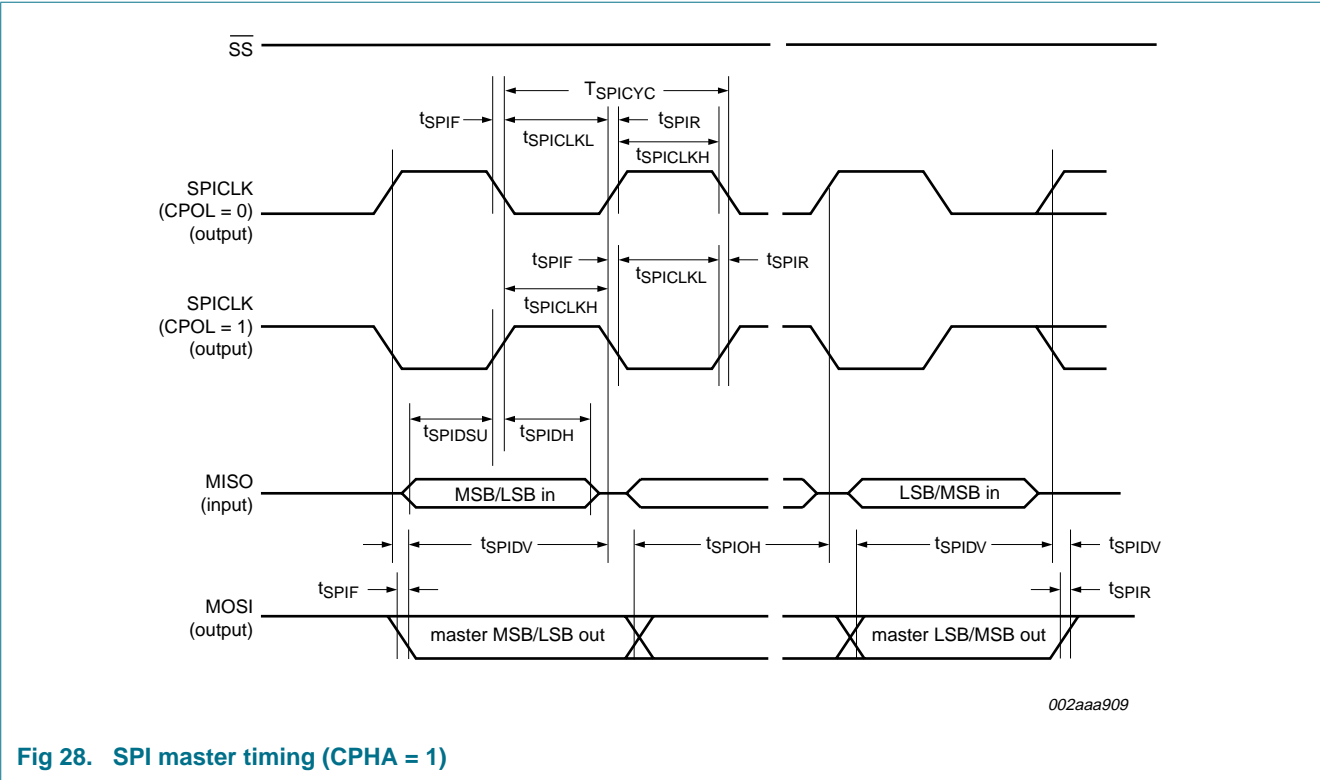 SS
TSPICYC
tSPIF
tSPICLKL
tSPIR
tSPICLKH
SPICLK
(CPOL = 0)
(output)
tSPIF
tSPICLKL
tSPIR
tSPICLKH
SPICLK
(CPOL = 1)
(output)
tSPIDSU
tSPIDH
MISO
(input)
MSB/LSB in
LSB/MSB in
tSPIDV
tSPIOH
tSPIDV
tSPIDV
tSPIF
tSPIR
MOSI
(output)
master MSB/LSB out
master LSB/MSB out
002aaa909
Fig 28. SPI master timing (CPHA = 1)